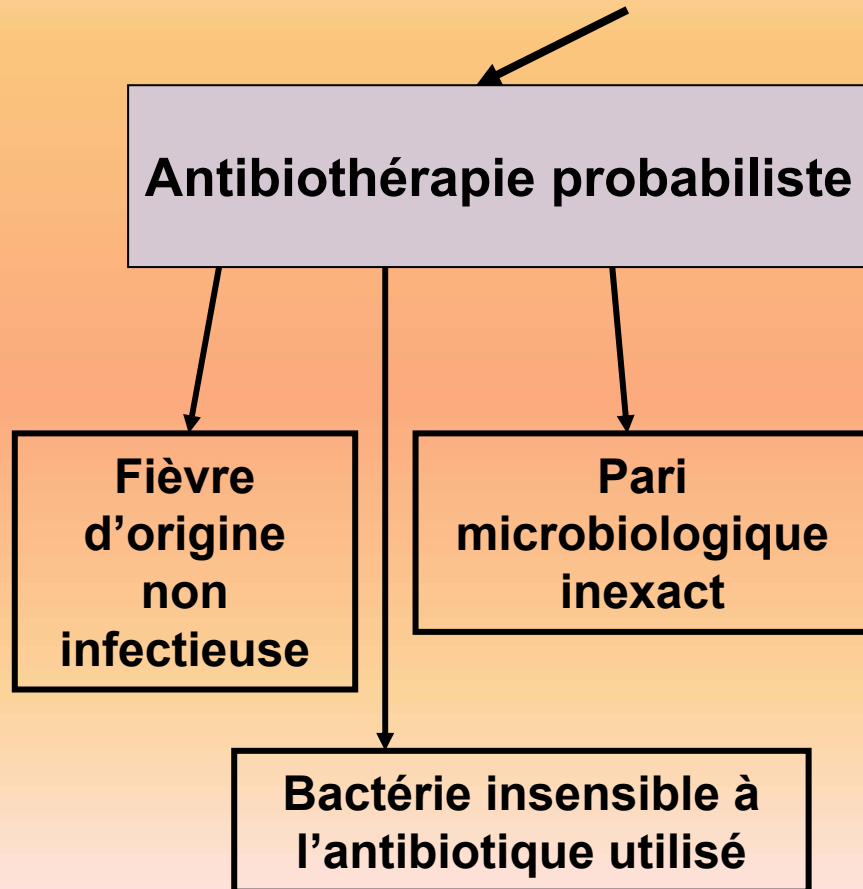 Antibiothérapie probabiliste
Fièvre
d’origine
non
infectieuse
Pari
microbiologique
inexact
Bactérie insensible à
l’antibiotique utilisé